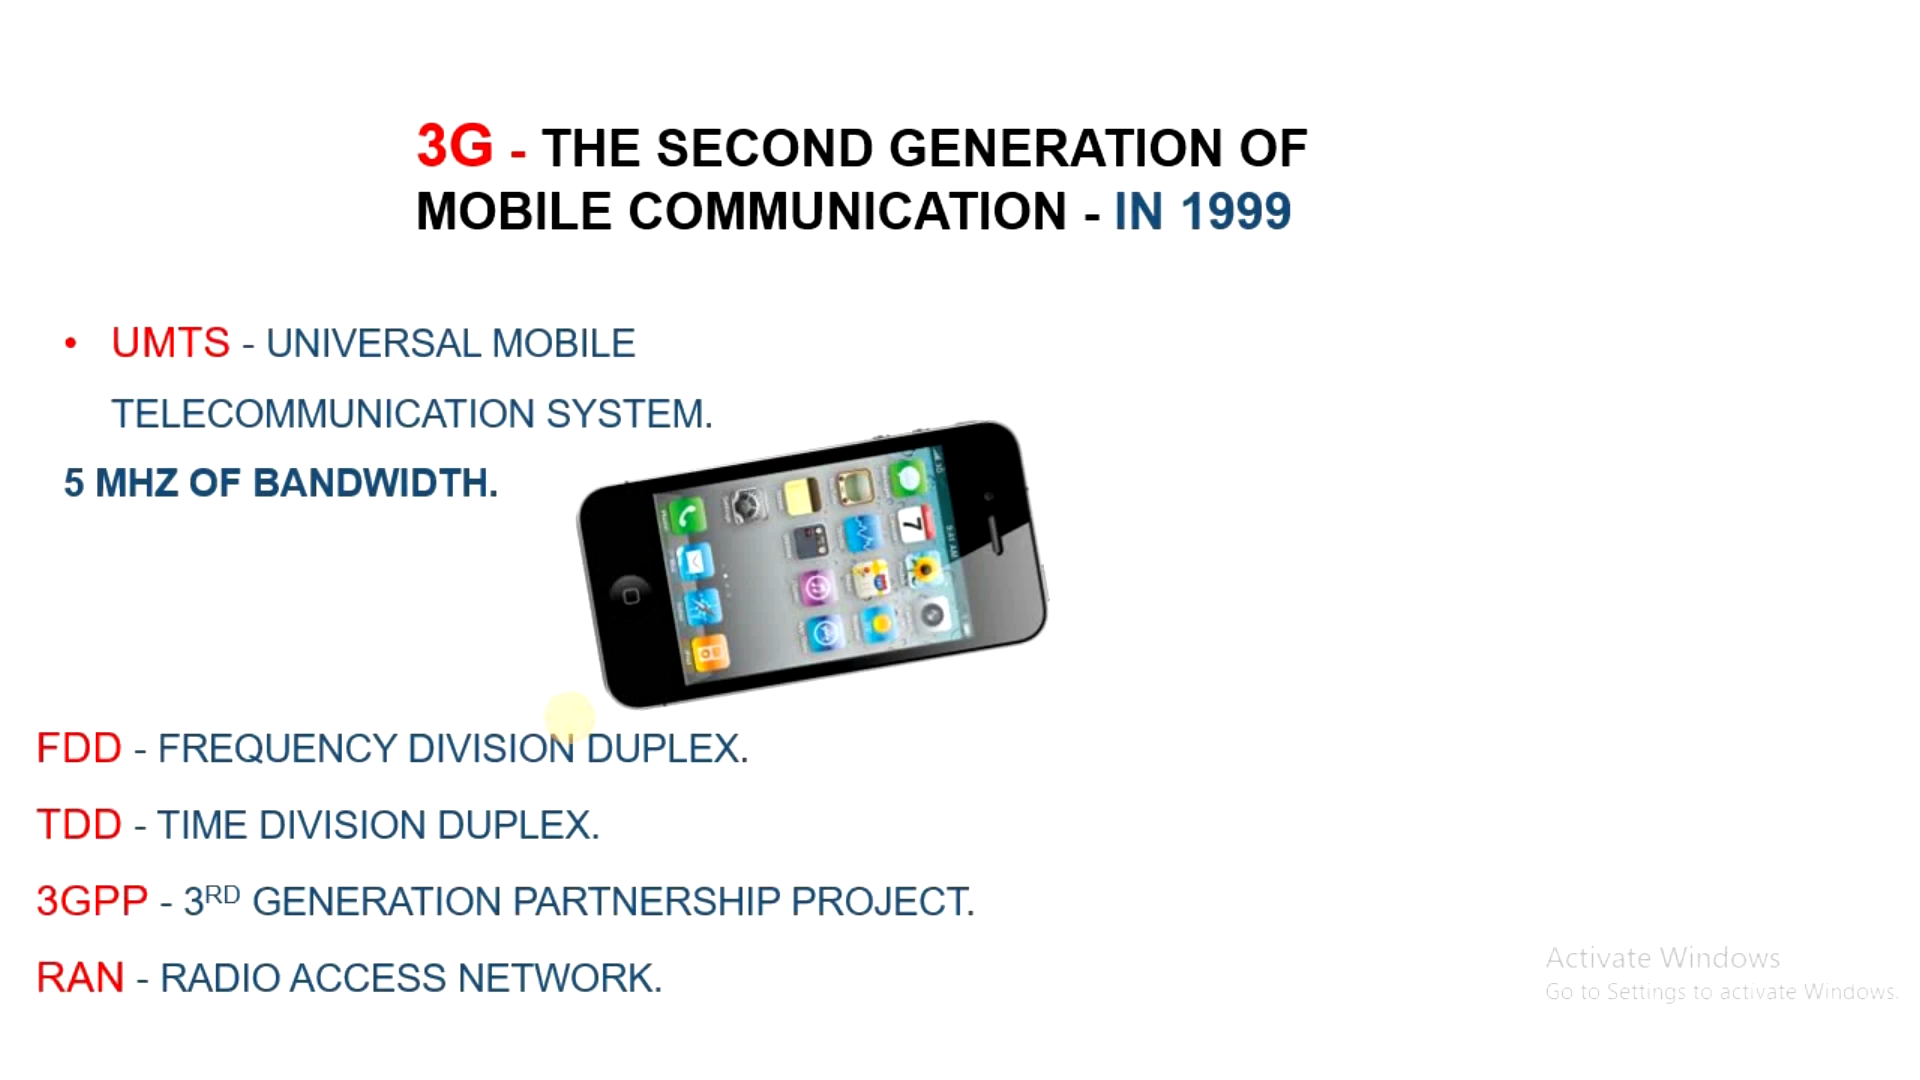 3G - THE SECOND GENERATION OF
MOBILE COMMUNICATION - IN 1999
• UMTS - UNIVERSAL MOBILE
TELECOMMUNICATION SYSTEM.
5 MHZ OF BANDWIDTH.
7
FDD - FREQUENCY DIVISION DUPLEX.
TDD - TIME DIVISION DUPLEX.
3GPP - 3RD GENERATION PARTNERSHIP PROJECT.
RAN - RADIO ACCESS NETWORK.
Activate Windows
Go to Settings to activate Windows.